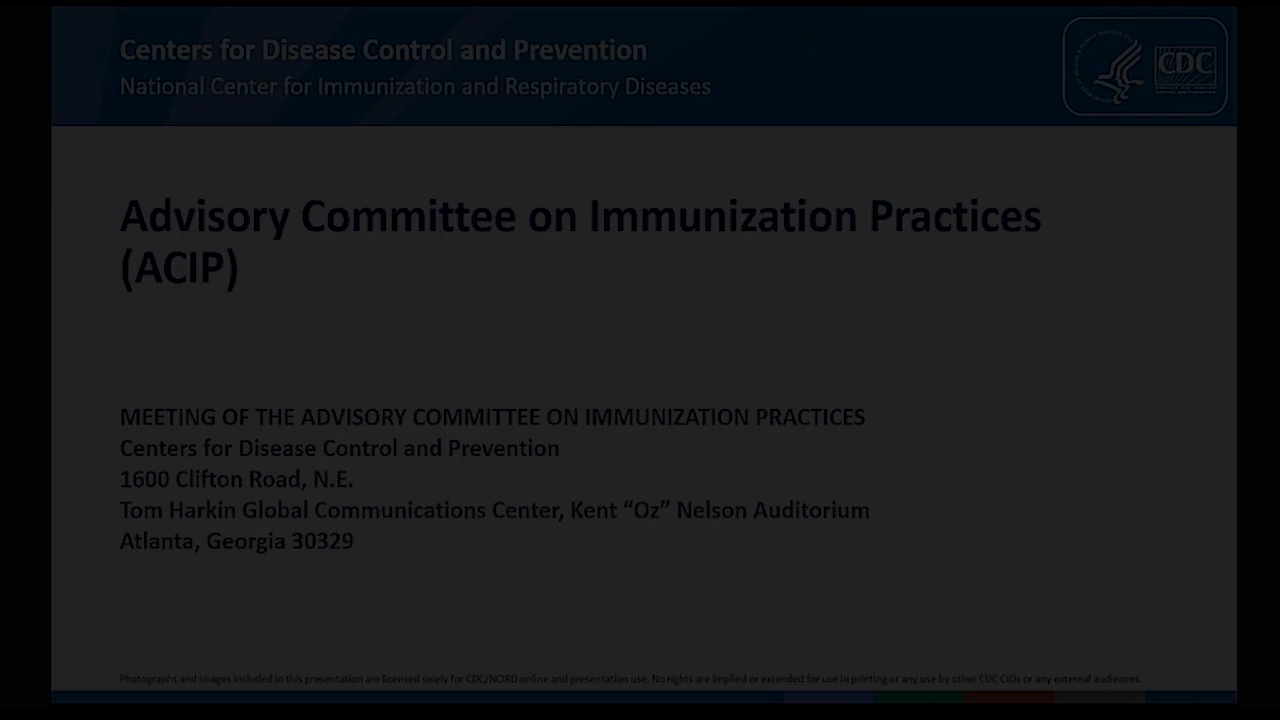 Centers for Disease Control and Prevention
National Center for Immunization and Respiratory Diseases
CDC
Advisory Committee on Immunization Practices
(ACIP)
MEETING OF THE ADVISORY COMMITTEE ON IMMUNIZATION PRACTICES
Centers for Disease Control and Prevention
1600 Clifton Road, N.E.
Tom Harkin Global Communications Center, Kent “Oz” Nelson Auditorium
Atlanta, Georgia 30329
Photographs and images included in this presentation are licensed solely for CDC/NCIRD online and presentation use. No rights are implied or extended for use in printing or any use by other CDC CIOs or any external audiences.